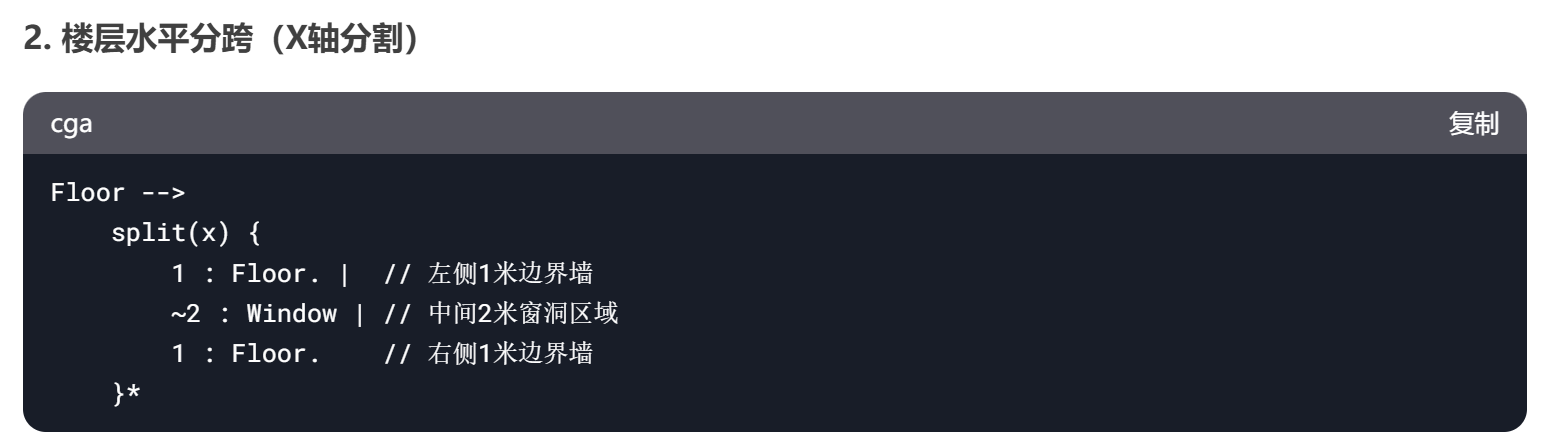 2. 楼层水平分跨（X轴分割）
cga 复制
Floor -->
    split(x) {
        1 : Floor. |  // 左侧1米边界墙
        ~2 : Window | // 中间2米窗洞区域
        1 : Floor.    // 右侧1米边界墙
    }*